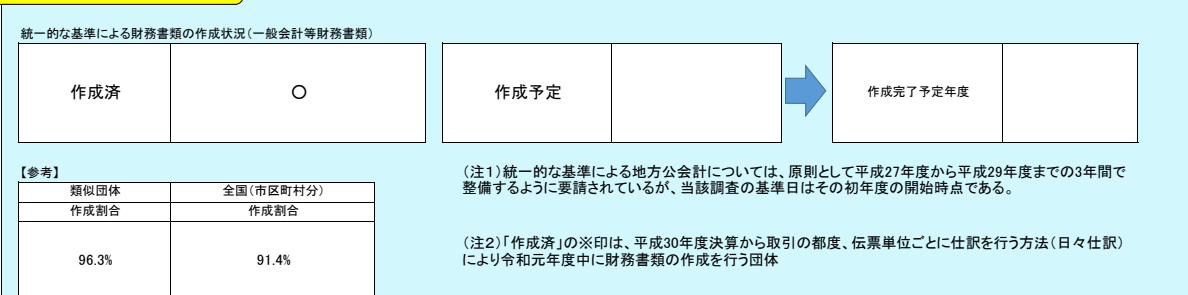 統一的な基準による財務書類の作成状況(一般会計等財務書類)
作成済
○
作成予定
作成完了予定年度
【参考】
類似団体
全国(市区町村分)
作成割合
作成割合
96.3%
91.4%
(注1)統一的な基準による地方公会計については、原則として平成27年度から平成29年度までの3年間で
整備するように要請されているが、当該調査の基準日はその初年度の開始時点である。
(注2)「作成済」の※印は、平成30年度決算から取引の都度、伝票単位ごとに仕訳を行う方法(日々仕訳)
により令和元年度中に財務書類の作成を行う団体